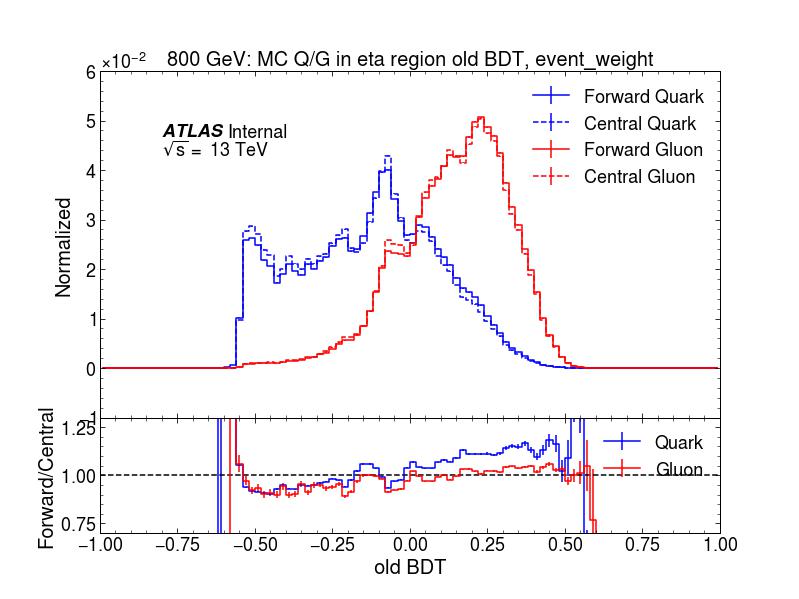 ×10⁻² 800 GeV: MC Q/G in eta region old BDT, event_weight
6
5
4
3
2
1
0
−1
Normalized
ATLAS Internal
√s = 13 TeV
Forward Quark
Central Quark
Forward Gluon
Central Gluon
1.25
1.00
0.75
Forward/Central
Quark
Gluon
−1.00 −0.75 −0.50 −0.25 0.00 0.25 0.50 0.75 1.00
old BDT